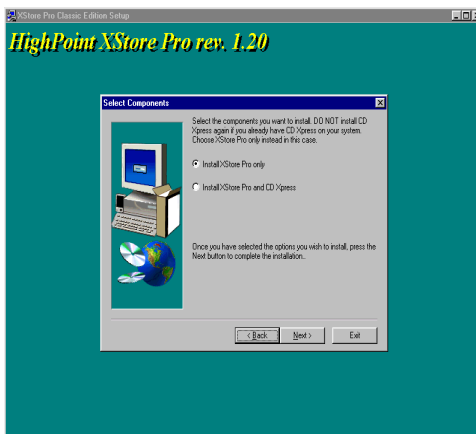 XStore Pro Classic Edition Setup
HighPoint XStore Pro rev. 1.20
Select Components
Select the components you want to install. DO NOT install CD
Xpress again if you already have CD Xpress on your system.
Choose XStore Pro only instead in this case.
Install XStore Pro only
Install XStore Pro and CD Xpress
Once you have selected the options you wish to install, press the
Next button to complete the installation..
< Back
Next >
Exit